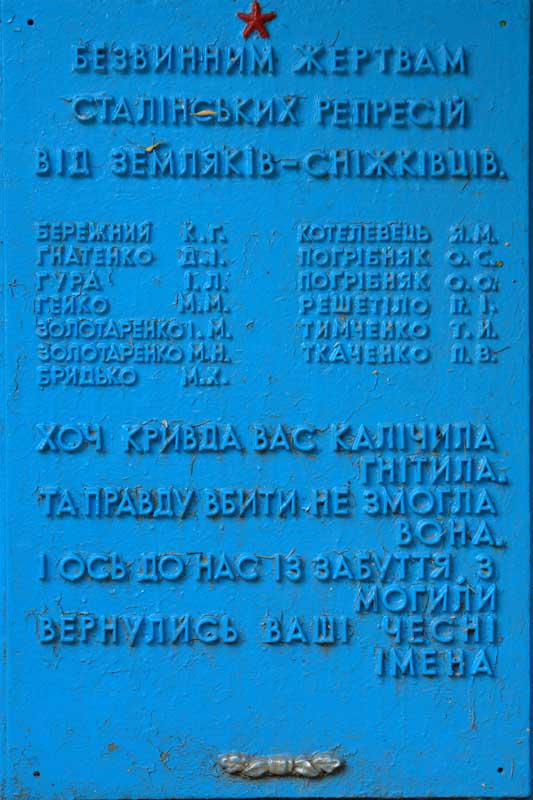 БЕЗВИННИМ ЖЕРТВАМ
СТАЛІНСЬКИХ РЕПРЕСІЙ
ВІД ЗЕМЛЯКІВ–СНІЖКІВЦІВ.
БЕРЕЖНИЙ К.Г.
ГНАТЕНКО Д.І.
ГУРА І.Л.
ГЕЙКО М.М.
ЗОЛОТАРЕНКО І.М.
ЗОЛОТАРЕНКО М.Н.
БРИДЬКО М.Х.
КОТЕЛЕВЕЦЬ Я.М.
ПОГРІБНЯК О.С.
ПОГРІБНЯК О.О.
РЕШЕТІЛО П.І.
ТИМЧЕНКО Т.И.
ТКАЧЕНКО П.В.
ХОЧ КРИВДА ВАС КАЛІЧИЛА
ГНІТИЛА.
ТА ПРАВДУ ВБИТИ НЕ ЗМОГЛА
ВОНА.
І ОСЬ ДО НАС ІЗ ЗАБУТТЯ, З
МОГИЛИ
ВЕРНУЛИСЬ ВАШІ ЧЕСНІ
ІМЕНА